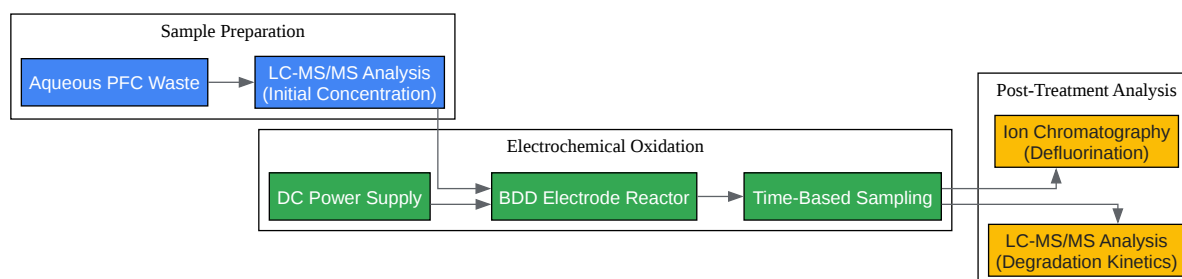 Sample Preparation
Aqueous PFC Waste
LC-MS/MS Analysis
(Initial Concentration)
Electrochemical Oxidation
DC Power Supply
BDD Electrode Reactor
Time-Based Sampling
Post-Treatment Analysis
Ion Chromatography
(Defluorination)
LC-MS/MS Analysis
(Degradation Kinetics)